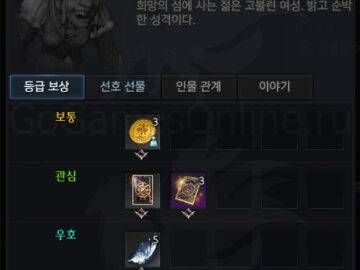 희망의 섬에 사는 젊은 고블린 여성. 밝고 순박
한 성격이다.
등급 보상 선호 선물 인물 관계 이야기
보통
3
관심
3
우호
5